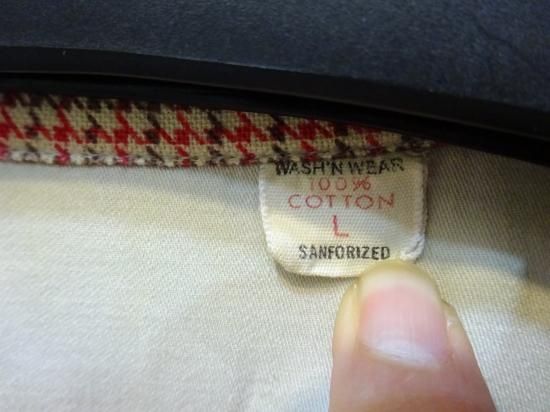 WASH'N WEAR
100%
COTTON
L
SANFORIZED